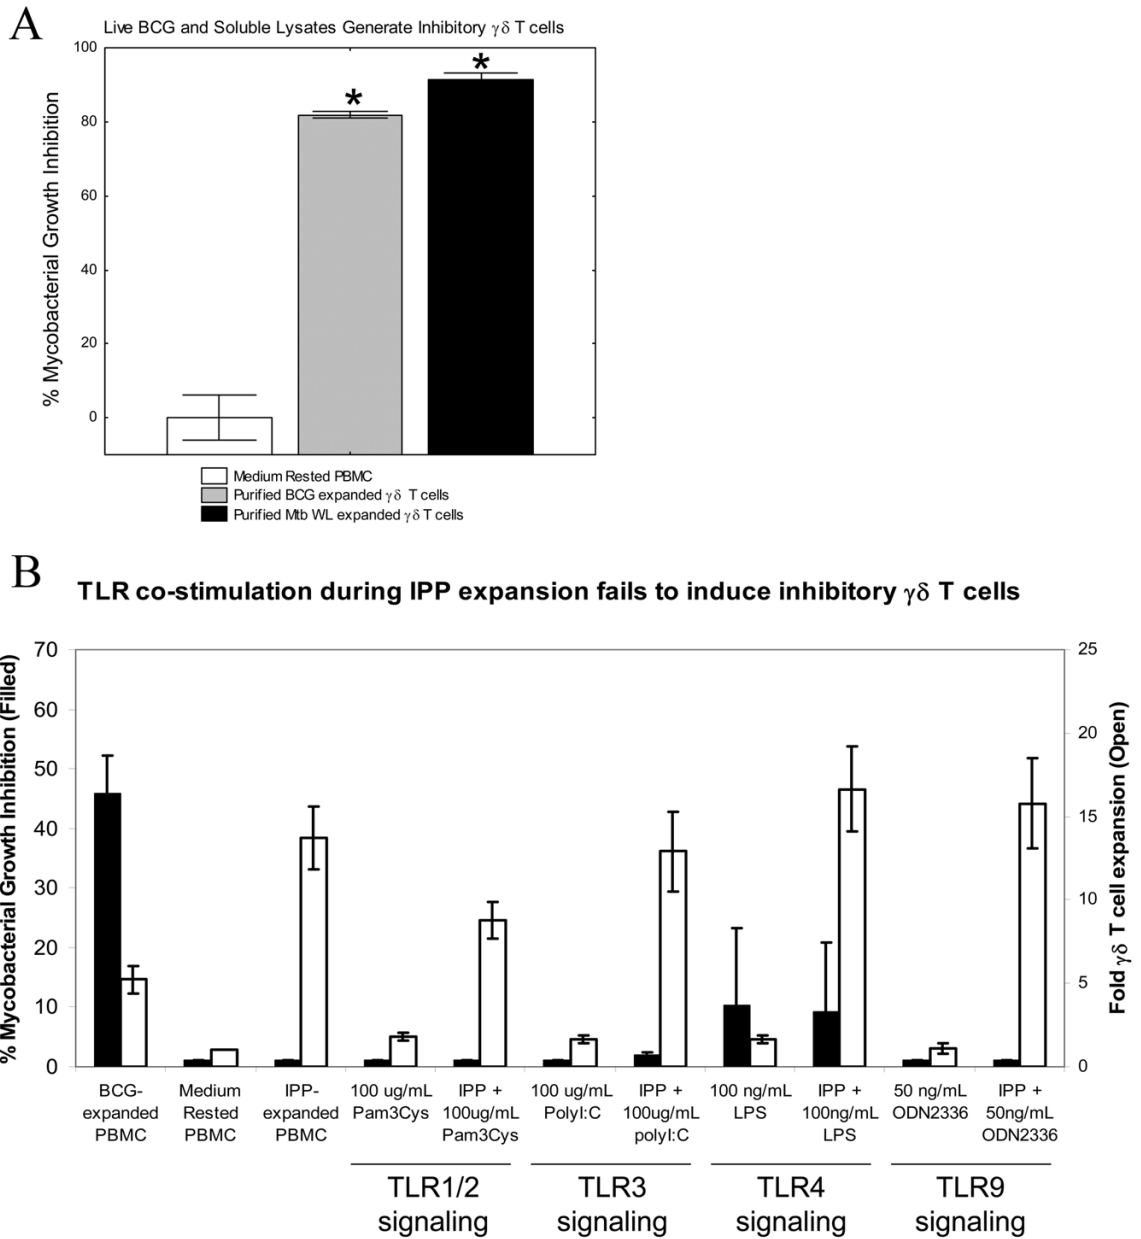 A
Live BCG and Soluble Lysates Generate Inhibitory γδ T cells
% Mycobacterial Growth Inhibition
100
80
60
40
20
0
*
*
Medium Rested PBMC
Purified BCG expanded γδ T cells
Purified Mtb WL expanded γδ T cells
B
TLR co-stimulation during IPP expansion fails to induce inhibitory γδ T cells
% Mycobacterial Growth Inhibition (Filled)
70
60
50
40
30
20
10
0
25
20
15
10
5
0
Fold γδ T cell expansion (Open)
BCG-
expanded
PBMC
Medium
Rested
PBMC
IPP-
expanded
PBMC
100 ug/mL
Pam3Cys
IPP +
100ug/mL
Pam3Cys
100 ug/mL
PolyI:C
IPP +
100ug/mL
polyI:C
100 ng/mL
LPS
IPP +
100ng/mL
LPS
50 ng/mL
ODN2336
IPP +
50ng/mL
ODN2336
TLR1/2
signaling
TLR3
signaling
TLR4
signaling
TLR9
signaling